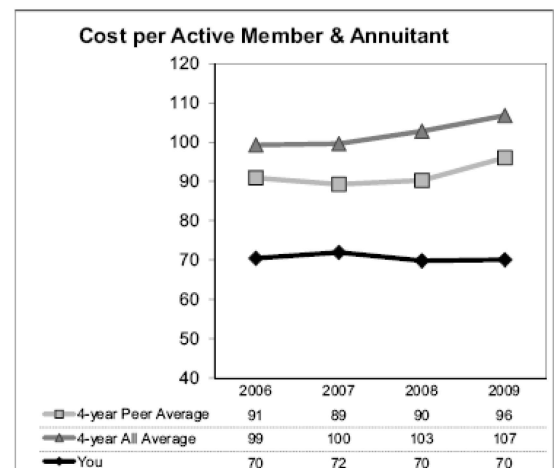 Cost per Active Member & Annuitant
120
110
100
90
80
70
60
50
40
2006 2007 2008 2009
4-year Peer Average 91 89 90 96
4-year All Average 99 100 103 107
You 70 72 70 70